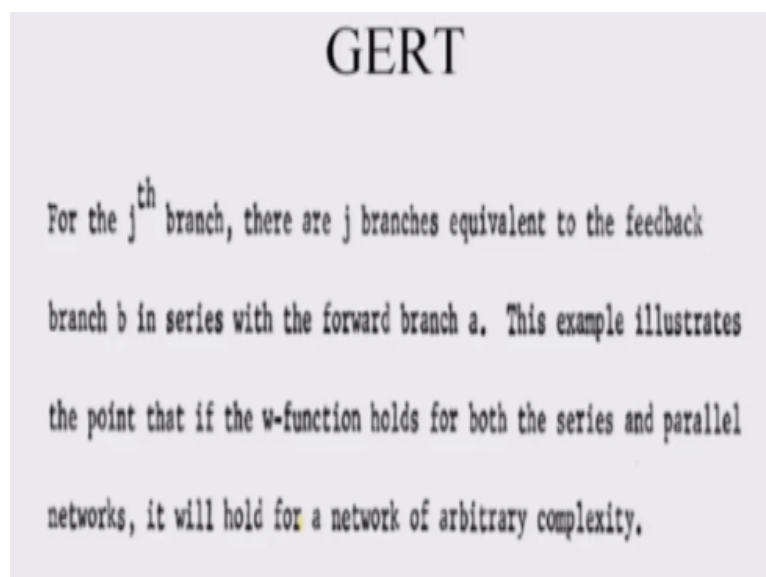 GERT
For the j^th branch, there are j branches equivalent to the feedback
branch b in series with the forward branch a. This example illustrates
the point that if the w-function holds for both the series and parallel
networks, it will hold for a network of arbitrary complexity.